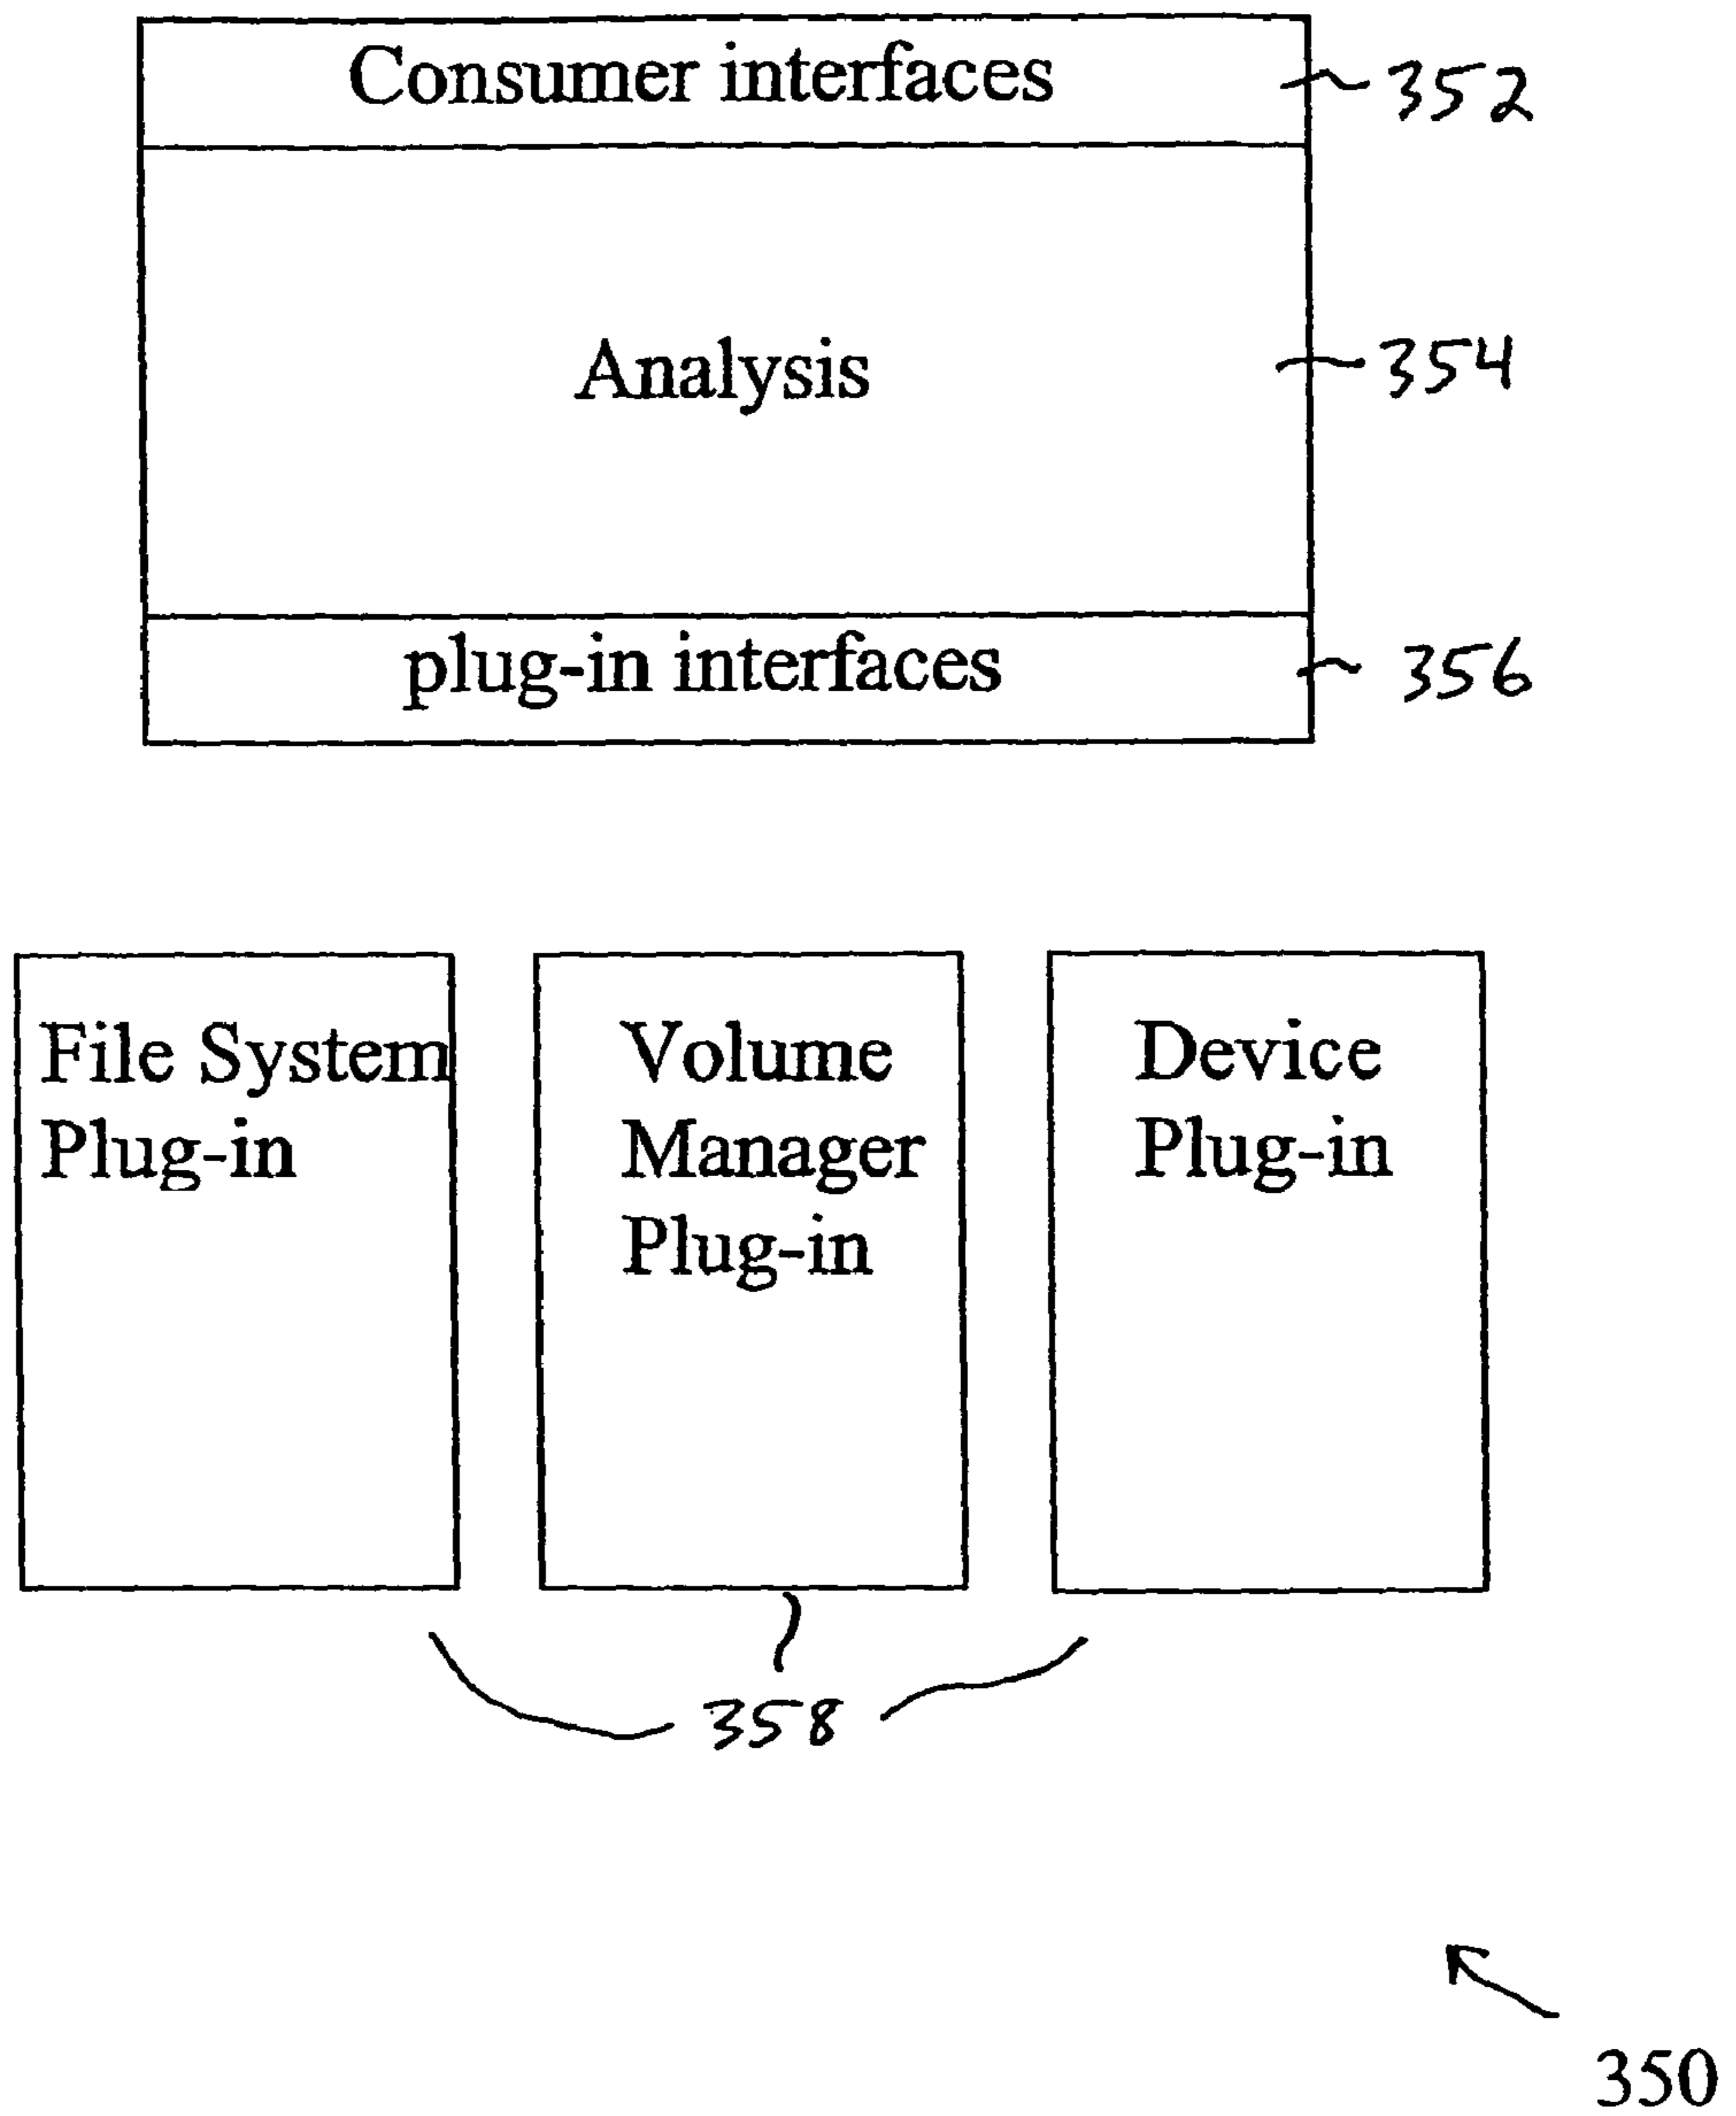 Consumer interfaces
352
Analysis
354
plug-in interfaces
356
File System
Plug-in
Volume
Manager
Plug-in
Device
Plug-in
358
350